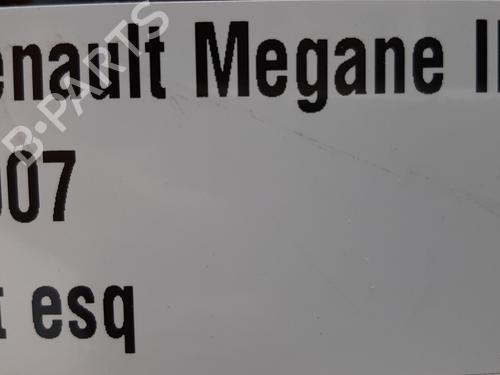 enault Megane II
007
t esq
B-PARTS